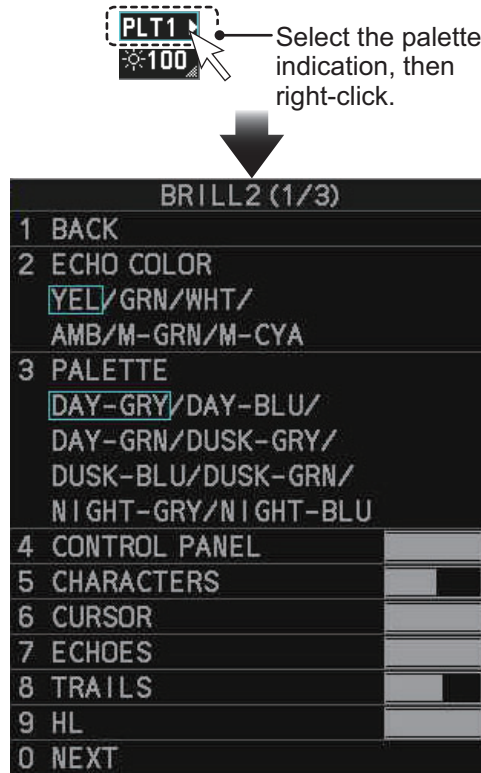 PLT1
100
Select the palette
indication, then
right-click.
BRILL2 (1/3)
1 BACK
2 ECHO COLOR
YEL/GRN/WHT/
AMB/M-GRN/M-CYA
3 PALETTE
DAY-GRY/DAY-BLU/
DAY-GRN/DUSK-GRY/
DUSK-BLU/DUSK-GRN/
NIGHT-GRY/NIGHT-BLU
4 CONTROL PANEL
5 CHARACTERS
6 CURSOR
7 ECHOES
8 TRAILS
9 HL
0 NEXT